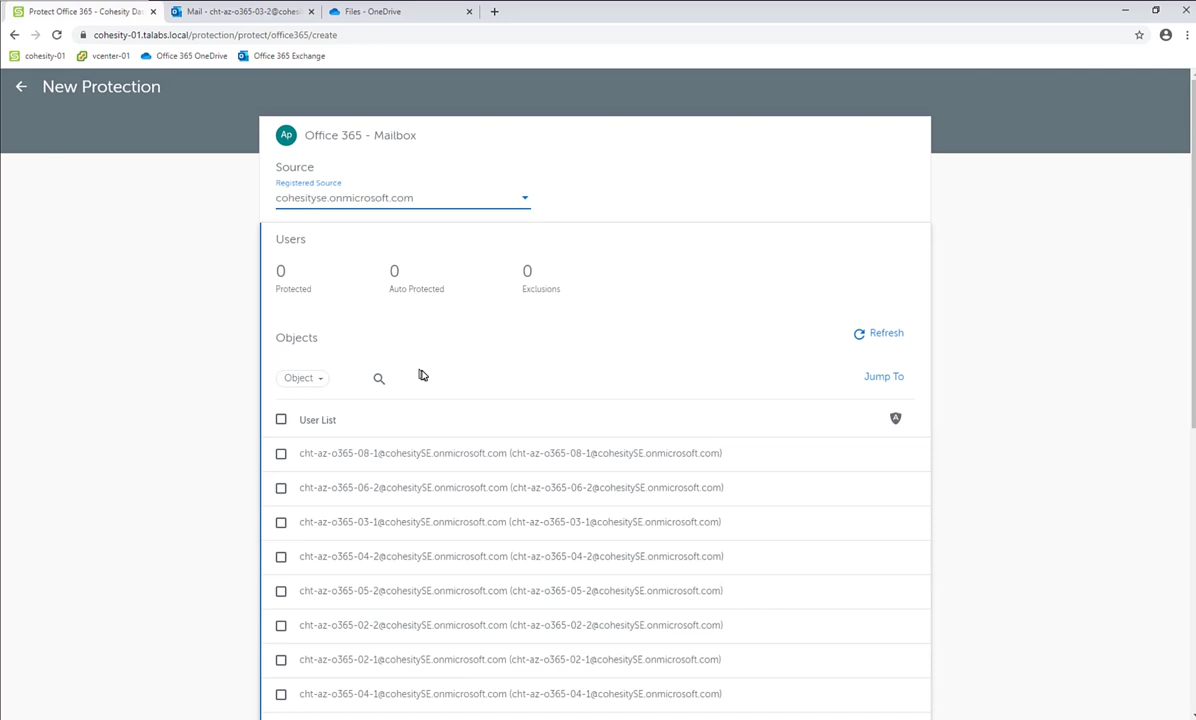 Protect Office 365 - Cohesity Da
Mail - cht-az-o365-03-2@cohesi
Files - OneDrive
cohesity-01.talabs.local/protection/protect/office365/create
cohesity-01
vcenter-01
Office 365 OneDrive
Office 365 Exchange
New Protection
Ap
Office 365 - Mailbox
Source
Registered Source
cohesityse.onmicrosoft.com
Users
0
0
0
Protected
Auto Protected
Exclusions
Objects
Refresh
Object
Jump To
User List
A
cht-az-o365-08-1@cohesitySE.onmicrosoft.com (cht-az-o365-08-1@cohesitySE.onmicrosoft.com)
cht-az-o365-06-2@cohesitySE.onmicrosoft.com (cht-az-o365-06-2@cohesitySE.onmicrosoft.com)
cht-az-o365-03-1@cohesitySE.onmicrosoft.com (cht-az-o365-03-1@cohesitySE.onmicrosoft.com)
cht-az-o365-04-2@cohesitySE.onmicrosoft.com (cht-az-o365-04-2@cohesitySE.onmicrosoft.com)
cht-az-o365-05-2@cohesitySE.onmicrosoft.com (cht-az-o365-05-2@cohesitySE.onmicrosoft.com)
cht-az-o365-02-2@cohesitySE.onmicrosoft.com (cht-az-o365-02-2@cohesitySE.onmicrosoft.com)
cht-az-o365-02-1@cohesitySE.onmicrosoft.com (cht-az-o365-02-1@cohesitySE.onmicrosoft.com)
cht-az-o365-04-1@cohesitySE.onmicrosoft.com (cht-az-o365-04-1@cohesitySE.onmicrosoft.com)